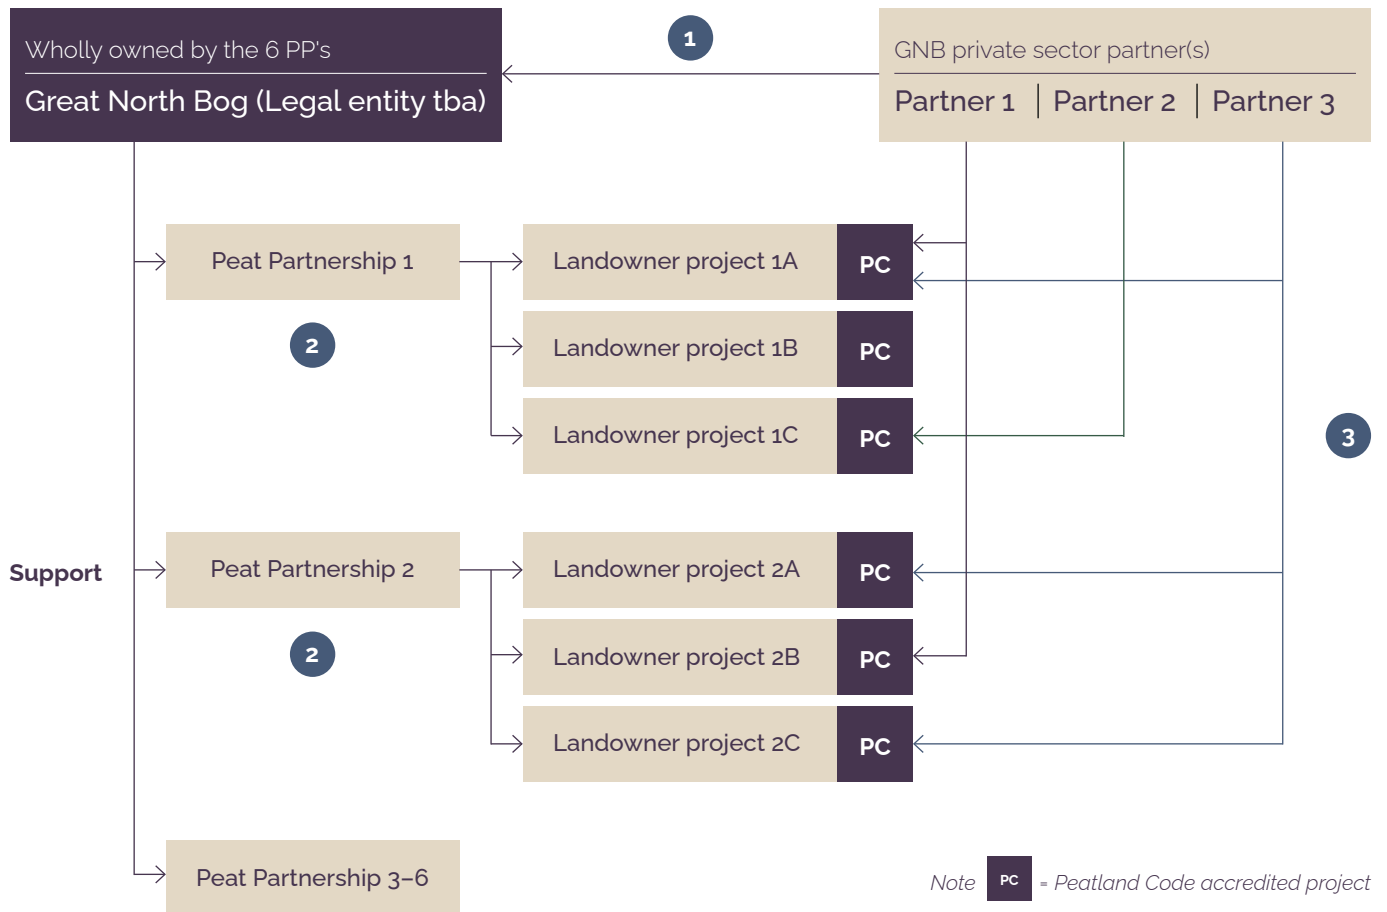 Wholly owned by the 6 PP's
Great North Bog (Legal entity tba)
1
GNB private sector partner(s)
Partner 1 Partner 2 Partner 3
Peat Partnership 1
Landowner project 1A PC
2
Landowner project 1B PC
Landowner project 1C PC
3
Support
Peat Partnership 2
Landowner project 2A PC
2
Landowner project 2B PC
Landowner project 2C PC
Peat Partnership 3–6
Note PC = Peatland Code accredited project